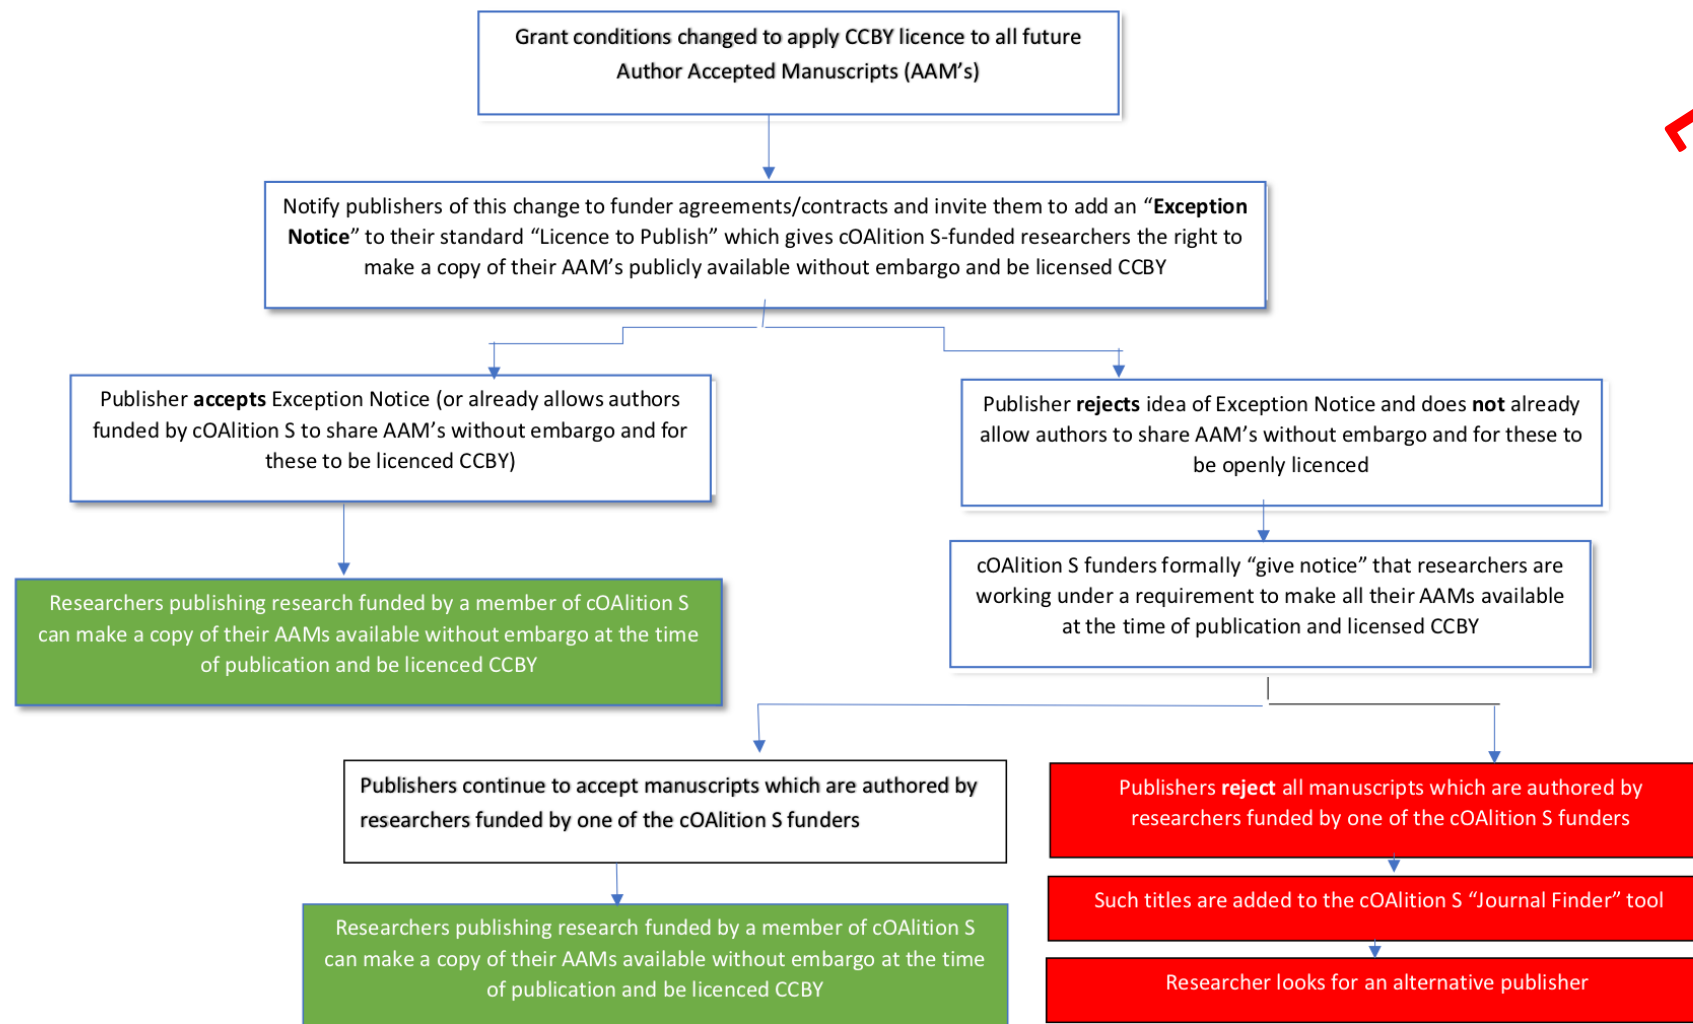 Grant conditions changed to apply CCBY licence to all future
Author Accepted Manuscripts (AAM's)
Notify publishers of this change to funder agreements/contracts and invite them to add an “Exception
Notice” to their standard “Licence to Publish” which gives cOAlition S-funded researchers the right to
make a copy of their AAM’s publicly available without embargo and be licensed CCBY
Publisher accepts Exception Notice (or already allows authors
funded by cOAlition S to share AAM’s without embargo and for
these to be licenced CCBY)
Publisher rejects idea of Exception Notice and does not already
allow authors to share AAM’s without embargo and for these to
be openly licenced
Researchers publishing research funded by a member of cOAlition S
can make a copy of their AAMs available without embargo at the time
of publication and be licenced CCBY
cOAlition S funders formally “give notice” that researchers are
working under a requirement to make all their AAMs available
at the time of publication and licensed CCBY
Publishers continue to accept manuscripts which are authored by
researchers funded by one of the cOAlition S funders
Publishers reject all manuscripts which are authored by
researchers funded by one of the cOAlition S funders
Researchers publishing research funded by a member of cOAlition S
can make a copy of their AAMs available without embargo at the time
of publication and be licenced CCBY
Such titles are added to the cOAlition S “Journal Finder” tool
Researcher looks for an alternative publisher